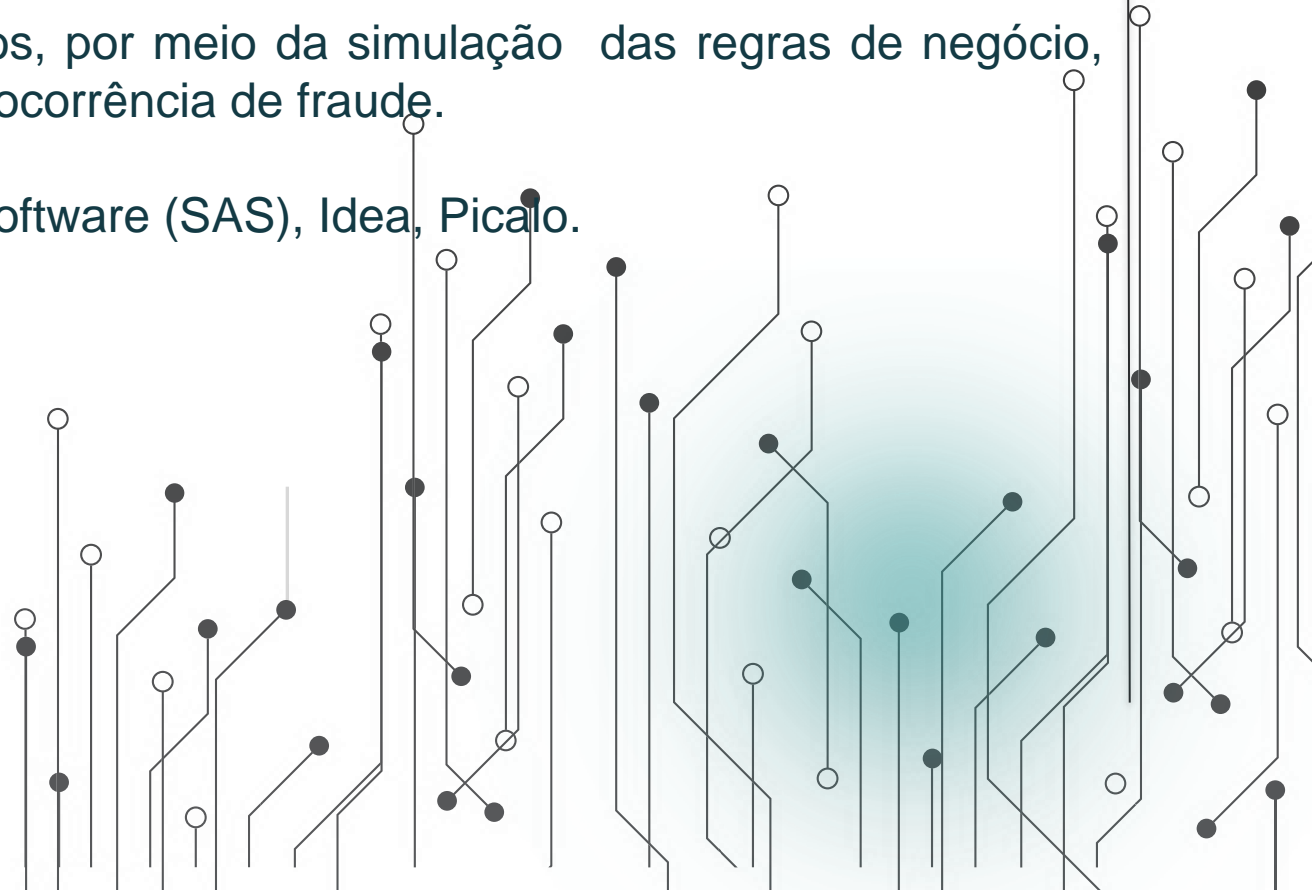 os, por meio da simulação das regras de negócio,
ocorrência de fraude.
oftware (SAS), Idea, Picalo.